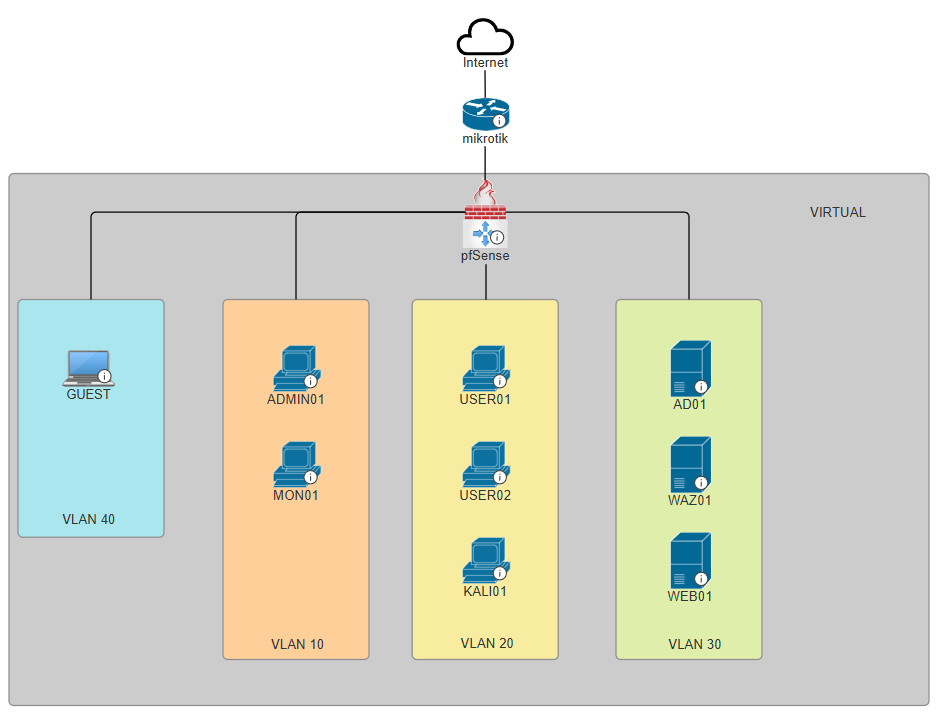 Internet
mikrotik
VIRTUAL
pfSense
GUEST
VLAN 40
ADMIN01
MON01
VLAN 10
USER01
USER02
KALI01
VLAN 20
AD01
WAZ01
WEB01
VLAN 30